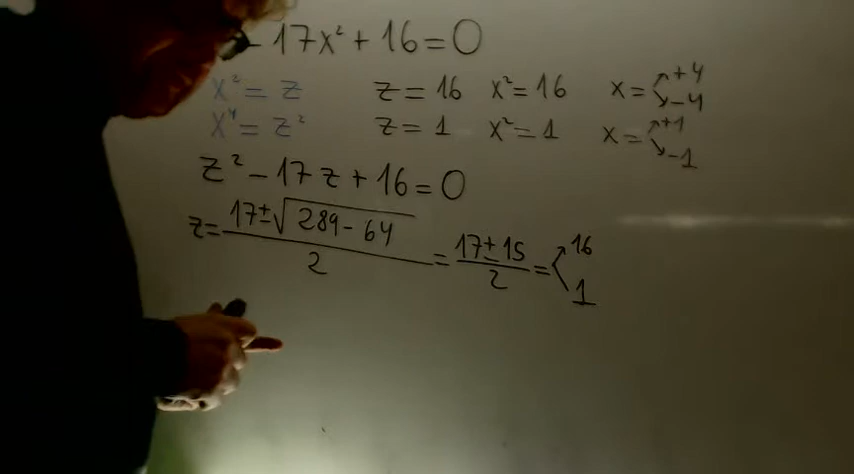 - 17x² + 16 = 0
x² = z z = 16 x² = 16 x = +4 -4
x⁴ = z² z = 1 x² = 1 x = +1 -1
z² - 17z + 16 = 0
z = 17 ± √289 - 64 / 2 = 17 ± 15 / 2 = 16 1